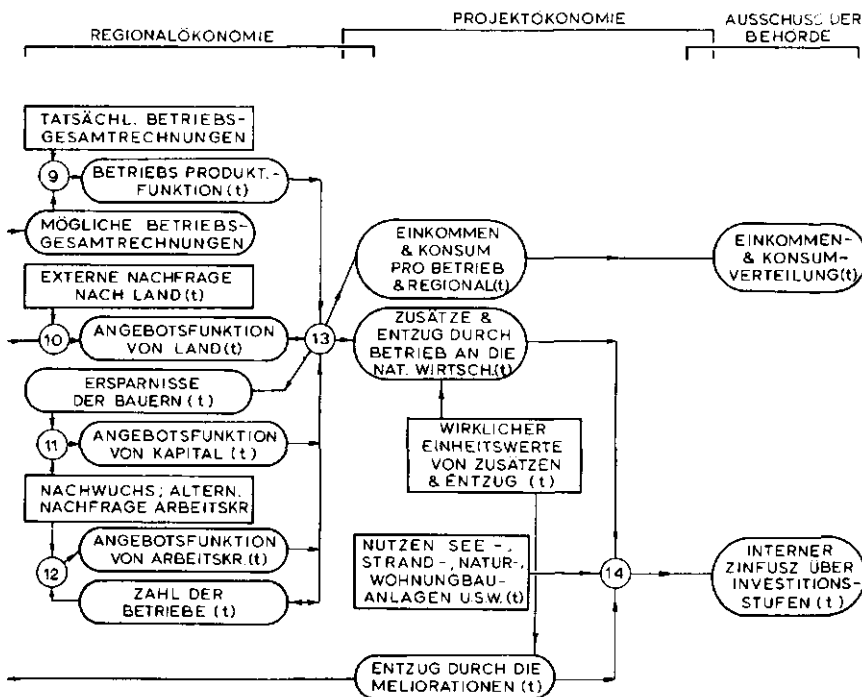 REGIONALÖKONOMIE
PROJEKTÖKONOMIE
AUSSCHUSS DER
BEHÖRDE
TATSÄCHL. BETRIEBS-
GESAMTRECHNUNGEN
9
BETRIEBS PRODUKT.-
FUNKTION (t)
MÖGLICHE BETRIEBS-
GESAMTRECHNUNGEN
EXTERNE NACHFRAGE
NACH LAND (t)
10
ANGEBOTSFUNKTION
VON LAND (t)
ERSPARNISSE
DER BAUERN (t)
11
ANGEBOTSFUNKTION
VON KAPITAL (t)
NACHWUCHS; ALTERN.
NACHFRAGE ARBEITSKR.
12
ANGEBOTSFUNKTION
VON ARBEITSKR. (t)
ZAHL DER
BETRIEBE (t)
13
EINKOMMEN
& KONSUM
PRO BETRIEB
& REGIONAL (t)
ZUSÄTZE &
ENTZUG DURCH
BETRIEB AN DIE
NAT. WIRTSCH. (t)
WIRKLICHER
EINHEITSWERTE
VON ZUSÄTZEN
& ENTZUG (t)
NUTZEN SEE-,
STRAND-, NATUR-,
WOHNUNGBAU-
ANLAGEN U.S.W. (t)
14
ENTZUG DURCH DIE
MELIORATIONEN (t)
EINKOMMEN-
& KONSUM-
VERTEILUNG (t)
INTERNER
ZINFUSZ ÜBER
INVESTITIONS-
STUFEN (t)